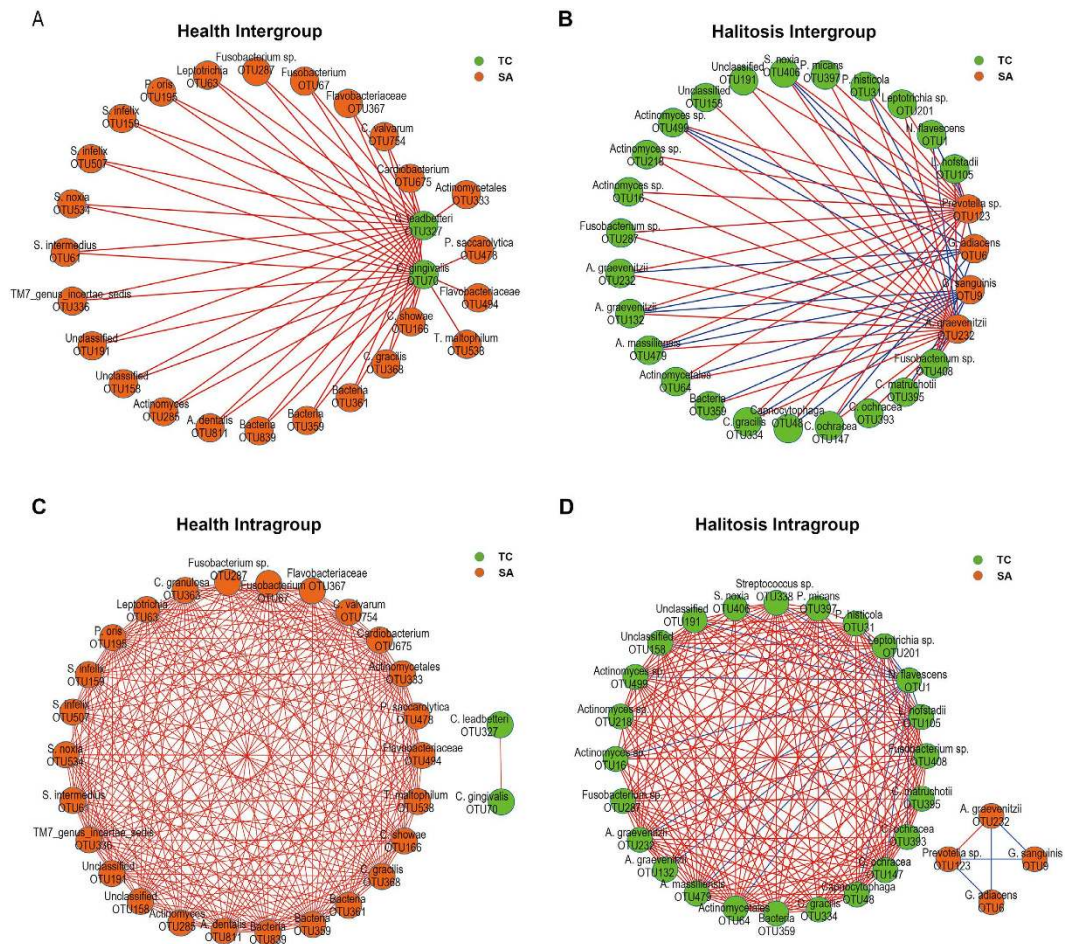 A
Health Intergroup
TC
SA
Fusobacterium sp.
OTU287
Leptotrichia
OTU63
Fusobacterium
OTU67
P. oris
OTU195
Flavobacteriaceae
OTU367
S. infelix
OTU159
C. valvarum
OTU754
S. infelix
OTU507
Cardiobacterium
OTU675
Actinomycetales
OTU333
S. noxia
OTU534
C. leadbetteri
OTU327
S. intermedius
OTU61
P. saccarolytica
OTU478
C. gingivalis
OTU70
TM7_genus_incertae_sedis
OTU336
Flavobacteriaceae
OTU494
C. showae
OTU166
T. maltophilum
OTU538
Unclassified
OTU191
C. gracilis
OTU368
Unclassified
OTU158
Bacteria
OTU361
Actinomyces
OTU285
Bacteria
OTU359
A. dentalis
OTU811
Bacteria
OTU839
B
Halitosis Intergroup
TC
SA
S. noxia
OTU406
Unclassified
OTU191
P. micans
OTU397
Unclassified
OTU158
P. histicola
OTU31
Actinomyces sp.
OTU499
Leptotrichia sp.
OTU201
N. flavescens
OTU1
Actinomyces sp.
OTU218
L. hofstadii
OTU105
Actinomyces sp.
OTU16
Prevotella sp.
OTU123
Fusobacterium sp.
OTU287
G. adiacens
OTU6
A. graevenitzii
OTU232
G. sanguinis
OTU9
A. graevenitzii
OTU132
A. graevenitzii
OTU232
A. massiliensis
OTU479
Fusobacterium sp.
OTU408
Actinomycetales
OTU64
C. matruchotii
OTU395
Bacteria
OTU359
C. ochracea
OTU393
C. gracilis
OTU334
Capnocytophaga
OTU48
C. ochracea
OTU147
C
Health Intragroup
TC
SA
Fusobacterium sp.
OTU287
C. granulosa
OTU363
Fusobacterium
OTU67
Flavobacteriaceae
OTU367
Leptotrichia
OTU63
C. valvarum
OTU754
P. oris
OTU195
Cardiobacterium
OTU675
S. infelix
OTU159
Actinomycetales
OTU333
S. infelix
OTU507
P. saccarolytica
OTU478
C. leadbetteri
OTU327
S. noxia
OTU534
Flavobacteriaceae
OTU494
S. intermedius
OTU61
T. maltophilum
OTU538
C. gingivalis
OTU70
TM7_genus_incertae_sedis
OTU336
C. showae
OTU166
Unclassified
OTU191
C. gracilis
OTU368
Unclassified
OTU158
Bacteria
OTU361
Actinomyces
OTU285
Bacteria
OTU359
A. dentalis
OTU811
Bacteria
OTU839
D
Halitosis Intragroup
TC
SA
Streptococcus sp.
OTU338
S. noxia
OTU406
P. micans
OTU397
Unclassified
OTU191
P. histicola
OTU31
Unclassified
OTU158
Leptotrichia sp.
OTU201
Actinomyces sp.
OTU499
N. flavescens
OTU1
Actinomyces sp.
OTU218
L. hofstadii
OTU105
Actinomyces sp.
OTU16
Fusobacterium sp.
OTU408
Fusobacterium sp.
OTU287
C. matruchotii
OTU395
A. graevenitzii
OTU232
C. ochracea
OTU393
A. graevenitzii
OTU132
C. ochracea
OTU147
A. massiliensis
OTU479
Capnocytophaga
OTU48
Actinomycetales
OTU64
Bacteria
OTU359
C. gracilis
OTU334
A. graevenitzii
OTU232
Prevotella sp.
OTU123
G. sanguinis
OTU9
G. adiacens
OTU6